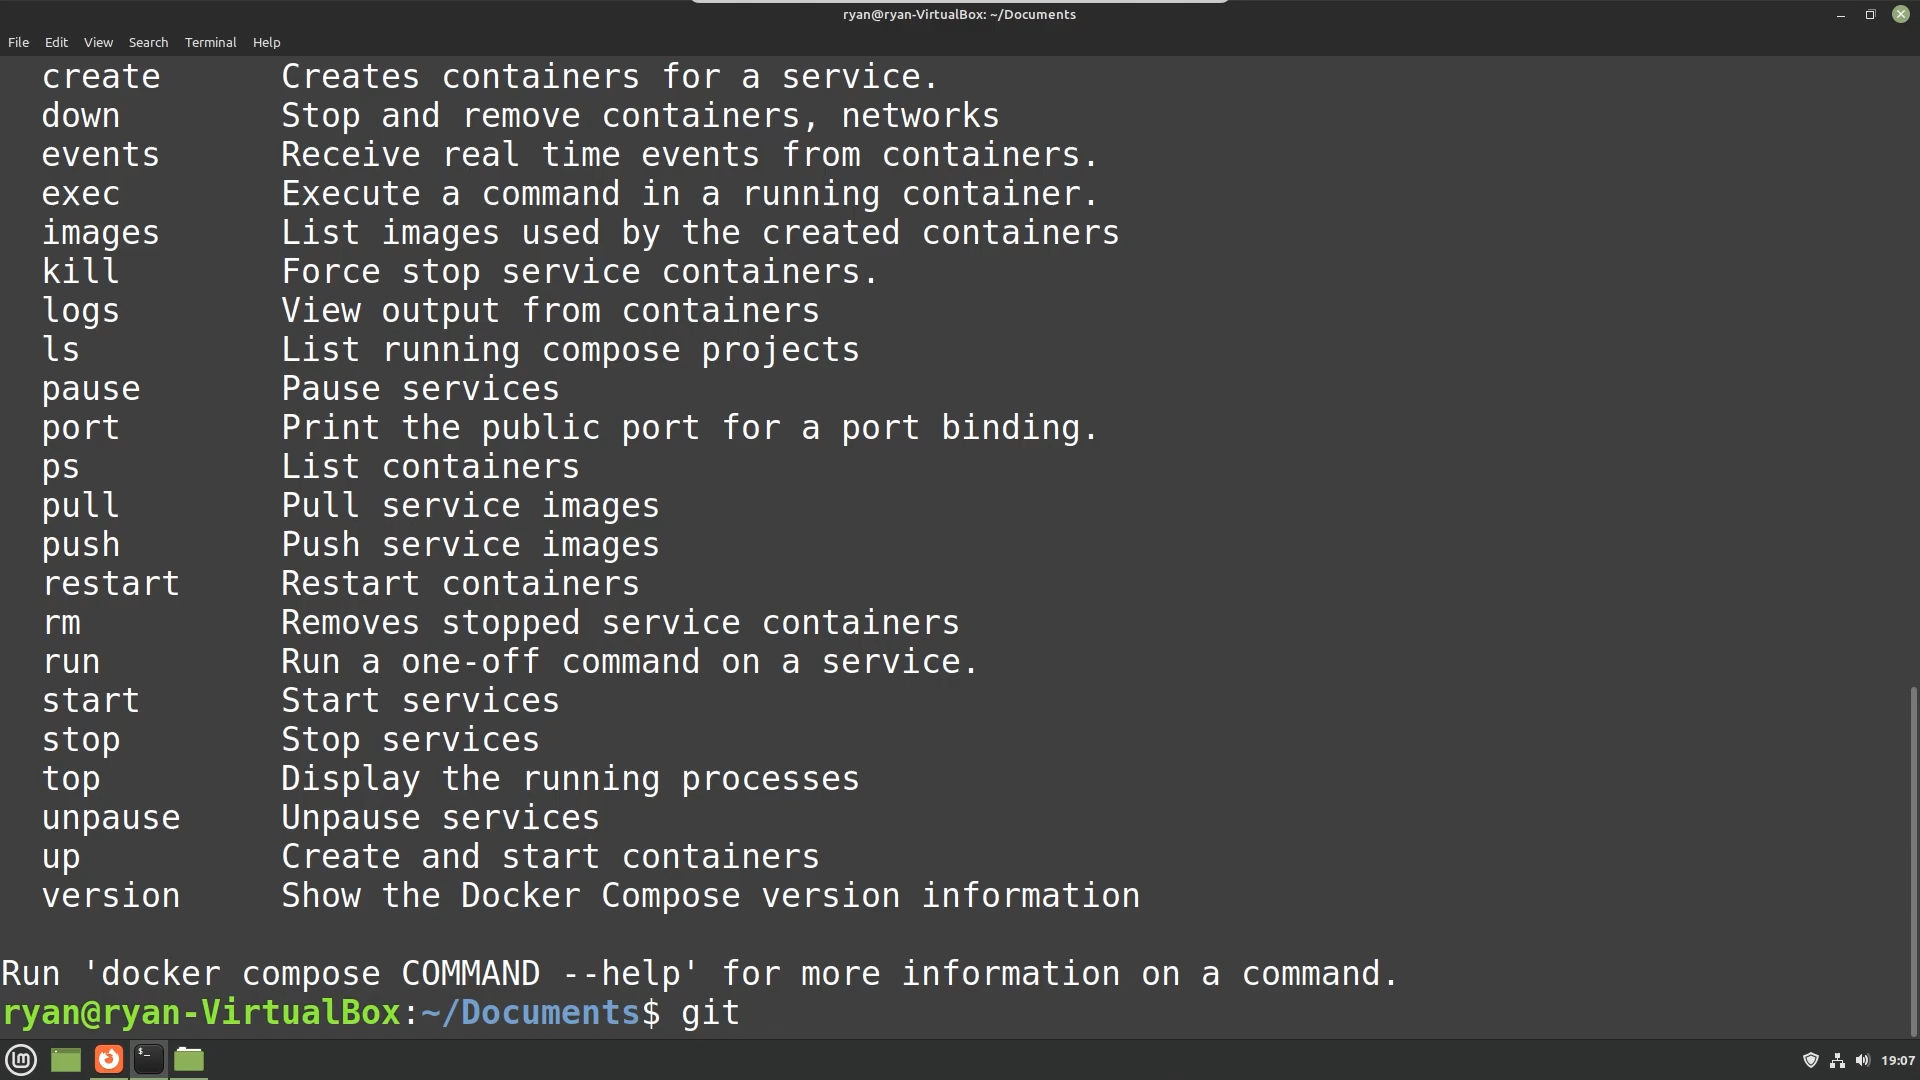 ryan@ryan-VirtualBox: ~/Documents
File Edit View Search Terminal Help
create Creates containers for a service.
down Stop and remove containers, networks
events Receive real time events from containers.
exec Execute a command in a running container.
images List images used by the created containers
kill Force stop service containers.
logs View output from containers
ls List running compose projects
pause Pause services
port Print the public port for a port binding.
ps List containers
pull Pull service images
push Push service images
restart Restart containers
rm Removes stopped service containers
run Run a one-off command on a service.
start Start services
stop Stop services
top Display the running processes
unpause Unpause services
up Create and start containers
version Show the Docker Compose version information
Run 'docker compose COMMAND --help' for more information on a command.
ryan@ryan-VirtualBox:~/Documents$ git
19:07